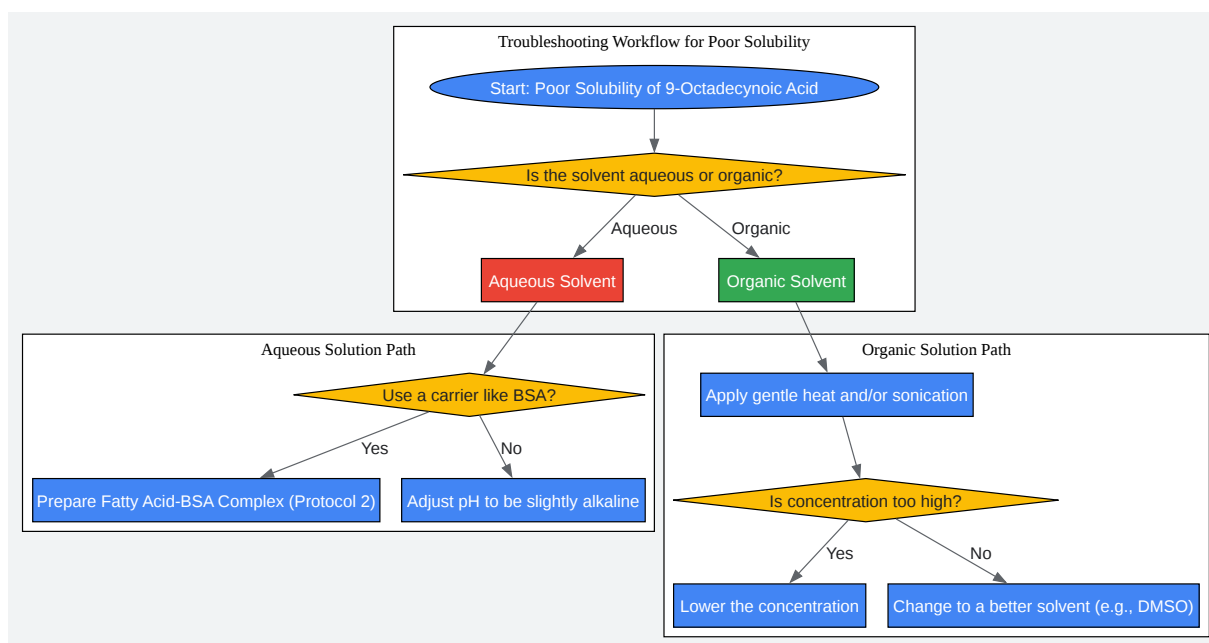 Troubleshooting Workflow for Poor Solubility
Start: Poor Solubility of 9-Octadecynoic Acid
Is the solvent aqueous or organic?
Aqueous
Organic
Aqueous Solvent
Organic Solvent
Aqueous Solution Path
Use a carrier like BSA?
Yes
No
Prepare Fatty Acid-BSA Complex (Protocol 2)
Adjust pH to be slightly alkaline
Organic Solution Path
Apply gentle heat and/or sonication
Is concentration too high?
Yes
No
Lower the concentration
Change to a better solvent (e.g., DMSO)